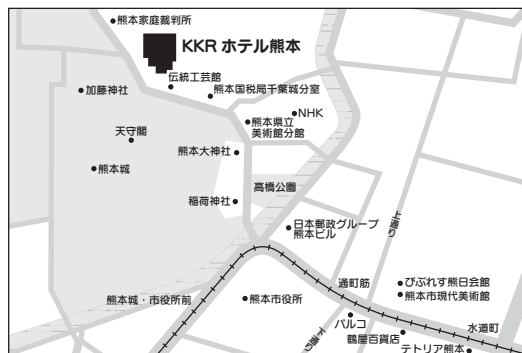 熊本家庭裁判所
KKR ホテル熊本
伝統工芸館
加藤神社
熊本国税局千葉城分室
NHK
熊本県立
美術館分館
天守閣
熊本大神社
熊本城
高橋公園
稲荷神社
上通り
日本郵政グループ
熊本ビル
びぷれす熊日会館
通町筋
熊本市現代美術館
熊本城・市役所前
熊本市役所
パルコ
水道町
鶴屋百貨店
下通り
テトリア熊本